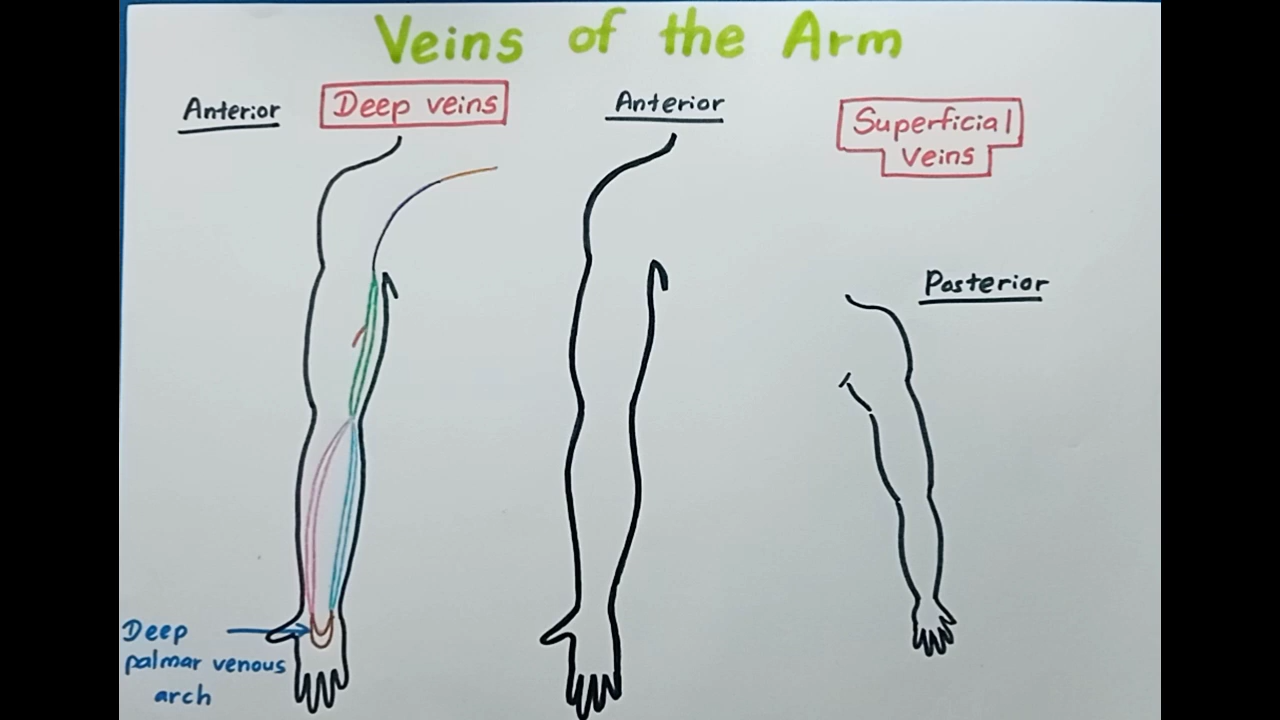 Veins of the Arm
Anterior
Deep veins
Anterior
Superficial
veins
Posterior
Deep
palmar venous
arch